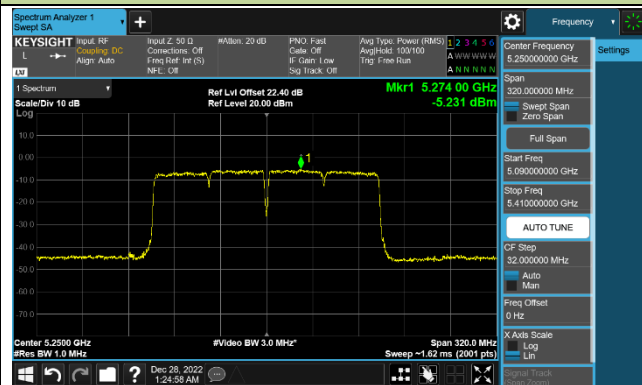 Spectrum Analyzer 1
Swept SA
Frequency
KEYSIGHT
L
Input: RF
Coupling: DC
Align: Auto
Input Z: 50 Ω
Corrections: Off
Freq Ref: Int (S)
NFE: Off
#Atten: 20 dB
PNO: Fast
Gate: Off
IF Gain: Low
Sig Track: Off
Avg Type: Power (RMS)
Avg|Hold: 100/100
Trig: Free Run
1 2 3 4 5 6
A W W W W W
A N N N N N
1 Spectrum
Scale/Div 10 dB
Log
Ref Lvl Offset 22.40 dB
Ref Level 20.00 dBm
Mkr1 5.274 00 GHz
-5.231 dBm
10.0
0.00
-10.0
-20.0
-30.0
-40.0
-50.0
-60.0
-70.0
1
Center 5.2500 GHz
#Res BW 1.0 MHz
#Video BW 3.0 MHz*
Span 320.0 MHz
Sweep ~1.62 ms (2001 pts)
Center Frequency
5.250000000 GHz
Span
320.000000 MHz
Swept Span
Zero Span
Full Span
Start Freq
5.090000000 GHz
Stop Freq
5.410000000 GHz
AUTO TUNE
CF Step
32.000000 MHz
Auto
Man
Freq Offset
0 Hz
X Axis Scale
Log
Lin
Signal Track
(Span Zoom)
Settings
Dec 28, 2022
1:24:58 AM